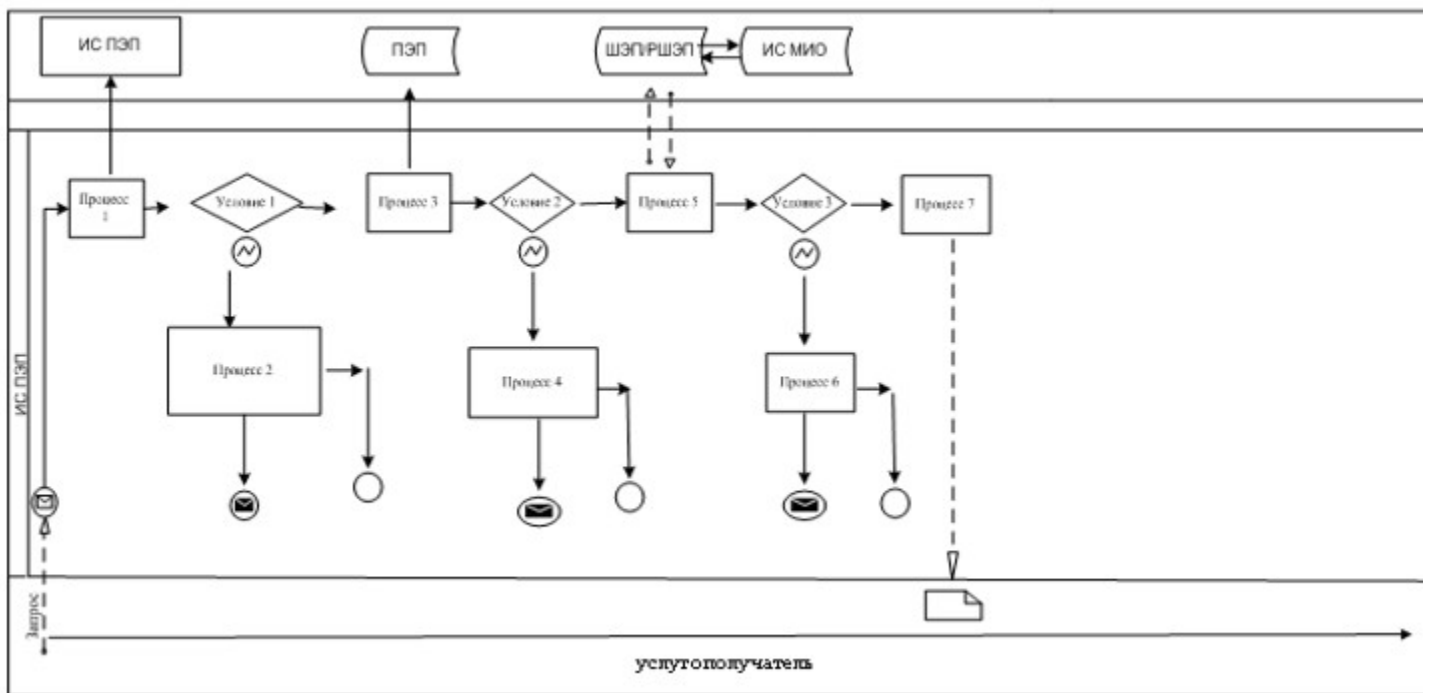 ИС ПЭП
ПЭП
ШЭП/РШЭП
ИС МИО
Процесс
1
Условие 1
Процесс 3
Условие 2
Процесс 5
Условие 3
Процесс 7
Процесс 2
Процесс 4
Процесс 6
ИС ПЭП
Запрос
услугополучатель